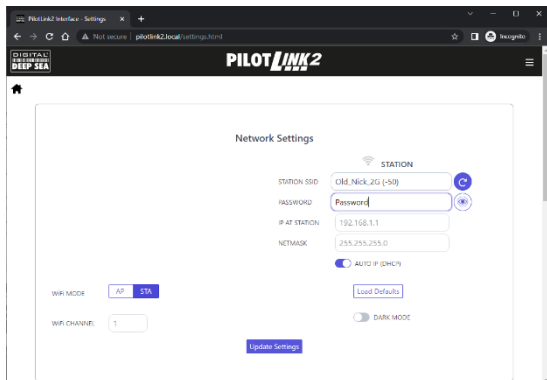 PilotLink2 Interface - Settings
Not secure | pilotlink2.local/settings.html
Incognito
DIGITAL
DEEP SEA
PILOTLINK2
Network Settings
STATION
STATION SSID Old_Nick_2G (-50)
PASSWORD Password
IP AT STATION 192.168.1.1
NETMASK 255.255.255.0
AUTO IP (DHCP)
WiFi MODE AP STA Load Defaults
WiFi CHANNEL 1 DARK MODE
Update Settings